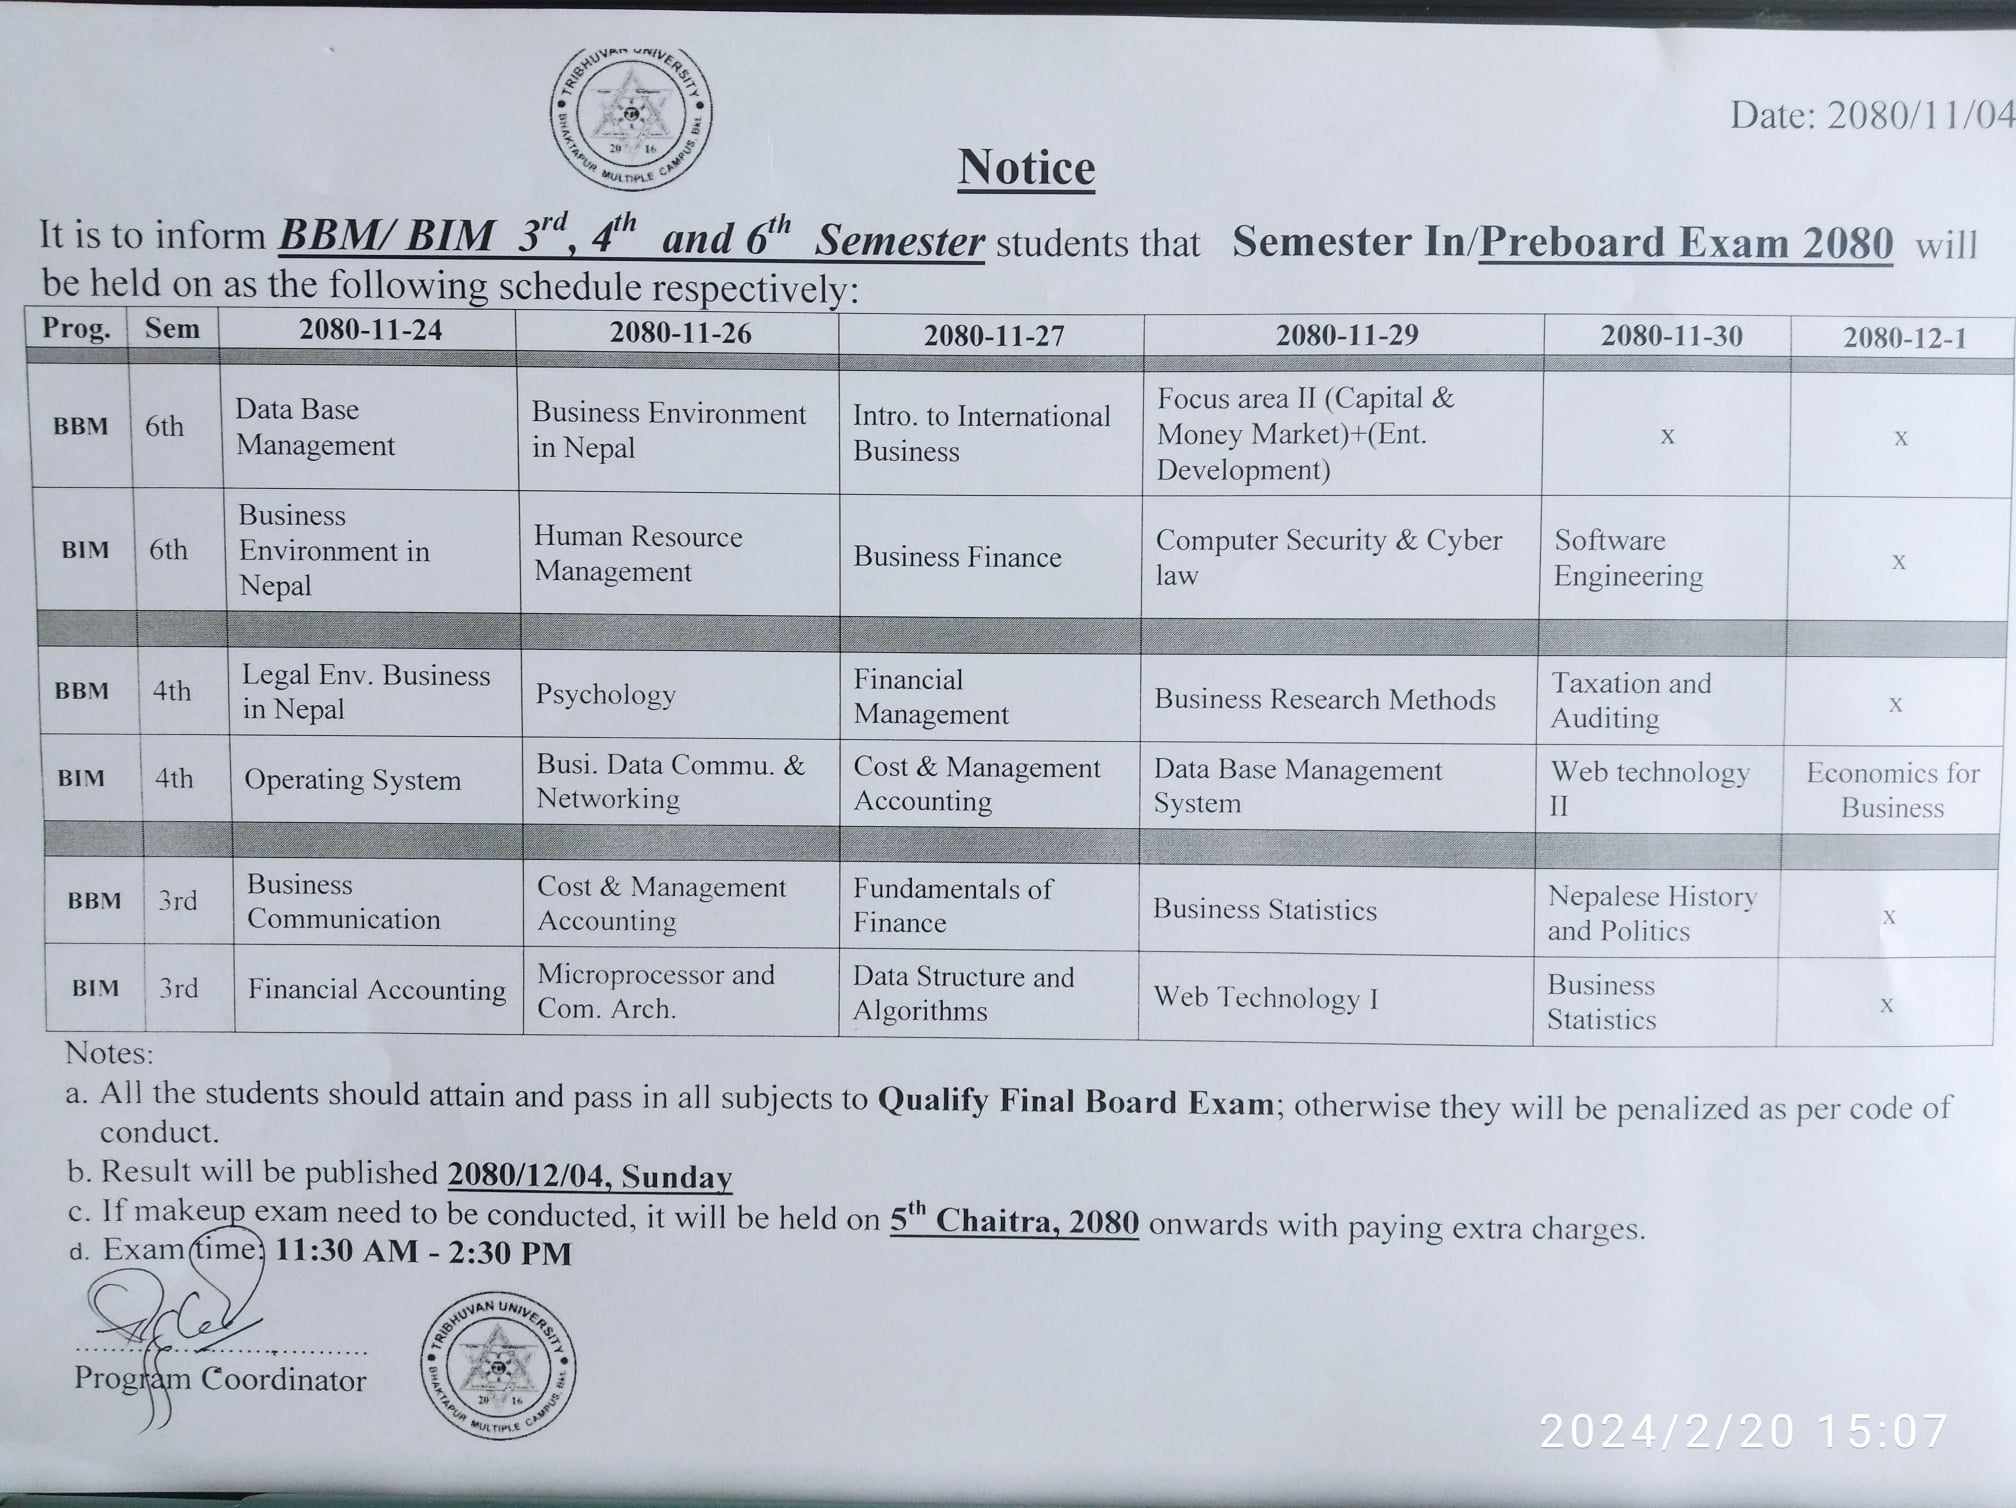 TRIBHUVAN UNIVERSITY
BHAKTAPUR MULTIPLE CAMPUS, Bkt.
20 16
Date: 2080/11/04
Notice
It is to inform BBM/ BIM 3rd, 4th and 6th Semester students that Semester In/Preboard Exam 2080 will
be held on as the following schedule respectively:
Prog. Sem 2080-11-24 2080-11-26 2080-11-27 2080-11-29 2080-11-30 2080-12-1
BBM 6th Data Base Management Business Environment in Nepal Intro. to International Business Focus area II (Capital & Money Market)+(Ent. Development) x x
BIM 6th Business Environment in Nepal Human Resource Management Business Finance Computer Security & Cyber law Software Engineering x
BBM 4th Legal Env. Business in Nepal Psychology Financial Management Business Research Methods Taxation and Auditing x
BIM 4th Operating System Busi. Data Commu. & Networking Cost & Management Accounting Data Base Management System Web technology II Economics for Business
BBM 3rd Business Communication Cost & Management Accounting Fundamentals of Finance Business Statistics Nepalese History and Politics x
BIM 3rd Financial Accounting Microprocessor and Com. Arch. Data Structure and Algorithms Web Technology I Business Statistics x
Notes:
a. All the students should attain and pass in all subjects to Qualify Final Board Exam; otherwise they will be penalized as per code of
conduct.
b. Result will be published 2080/12/04, Sunday
c. If makeup exam need to be conducted, it will be held on 5th Chaitra, 2080 onwards with paying extra charges.
d. Exam time: 11:30 AM - 2:30 PM
Program Coordinator
TRIBHUVAN UNIVERSITY
BHAKTAPUR MULTIPLE CAMPUS, Bkt.
20 16
2024/2/20 15:07